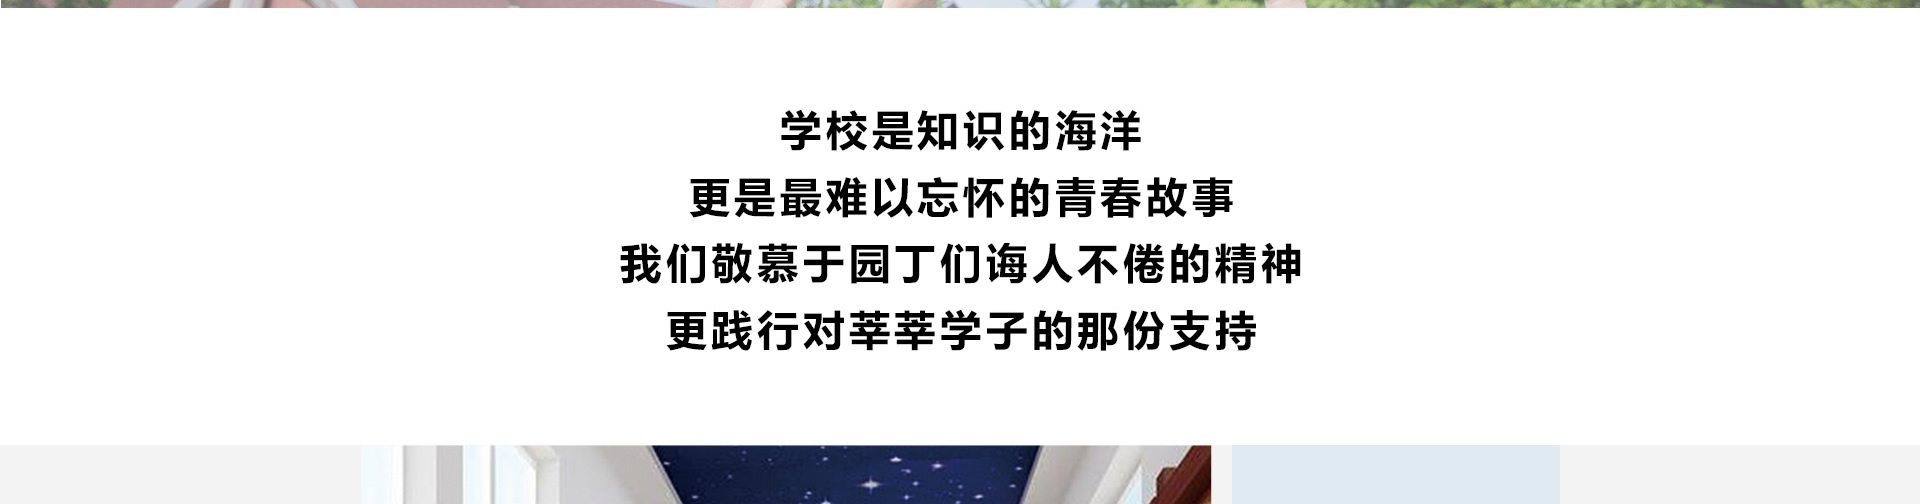 学校是知识的海洋
更是最难以忘怀的青春故事
我们敬慕于园丁们诲人不倦的精神
更践行对莘莘学子的那份支持